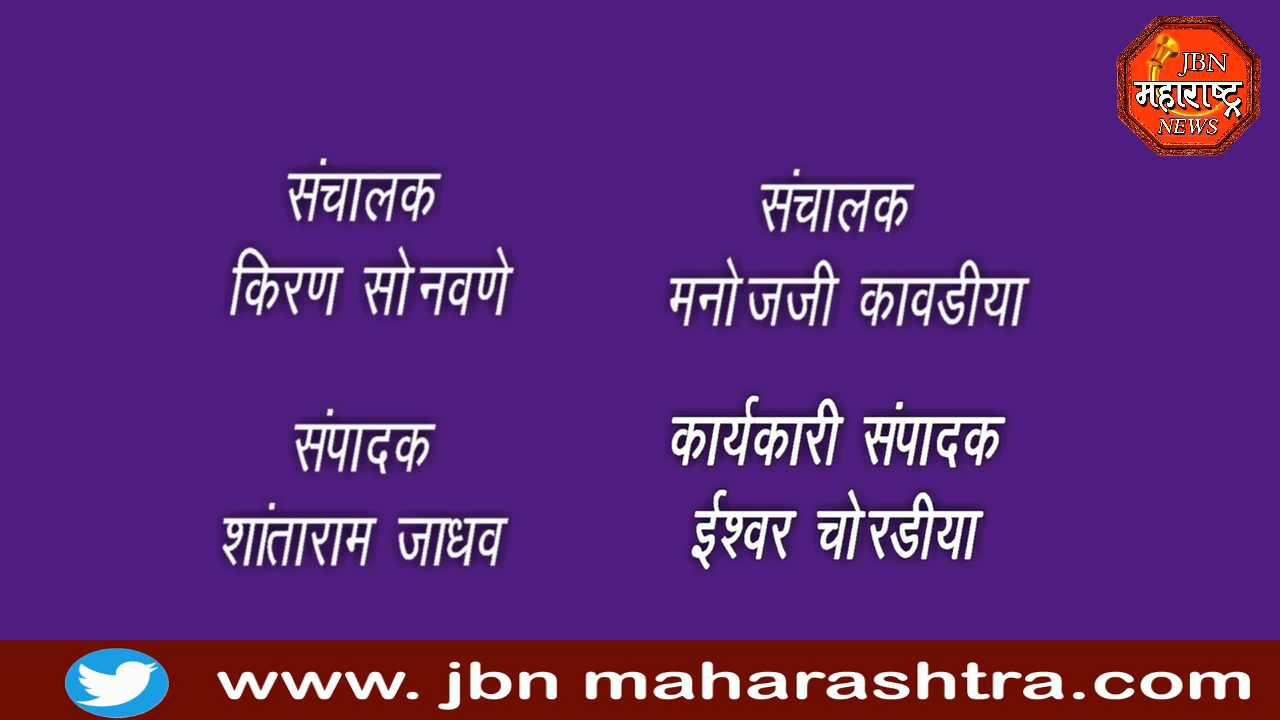 JBN
महाराष्ट्र
NEWS
संचालक
किरण सोनवणे
संचालक
मनोजजी कावडीया
संपादक
शांताराम जाधव
कार्यकारी संपादक
ईश्वर चोरडीया
www. jbn maharashtra.com